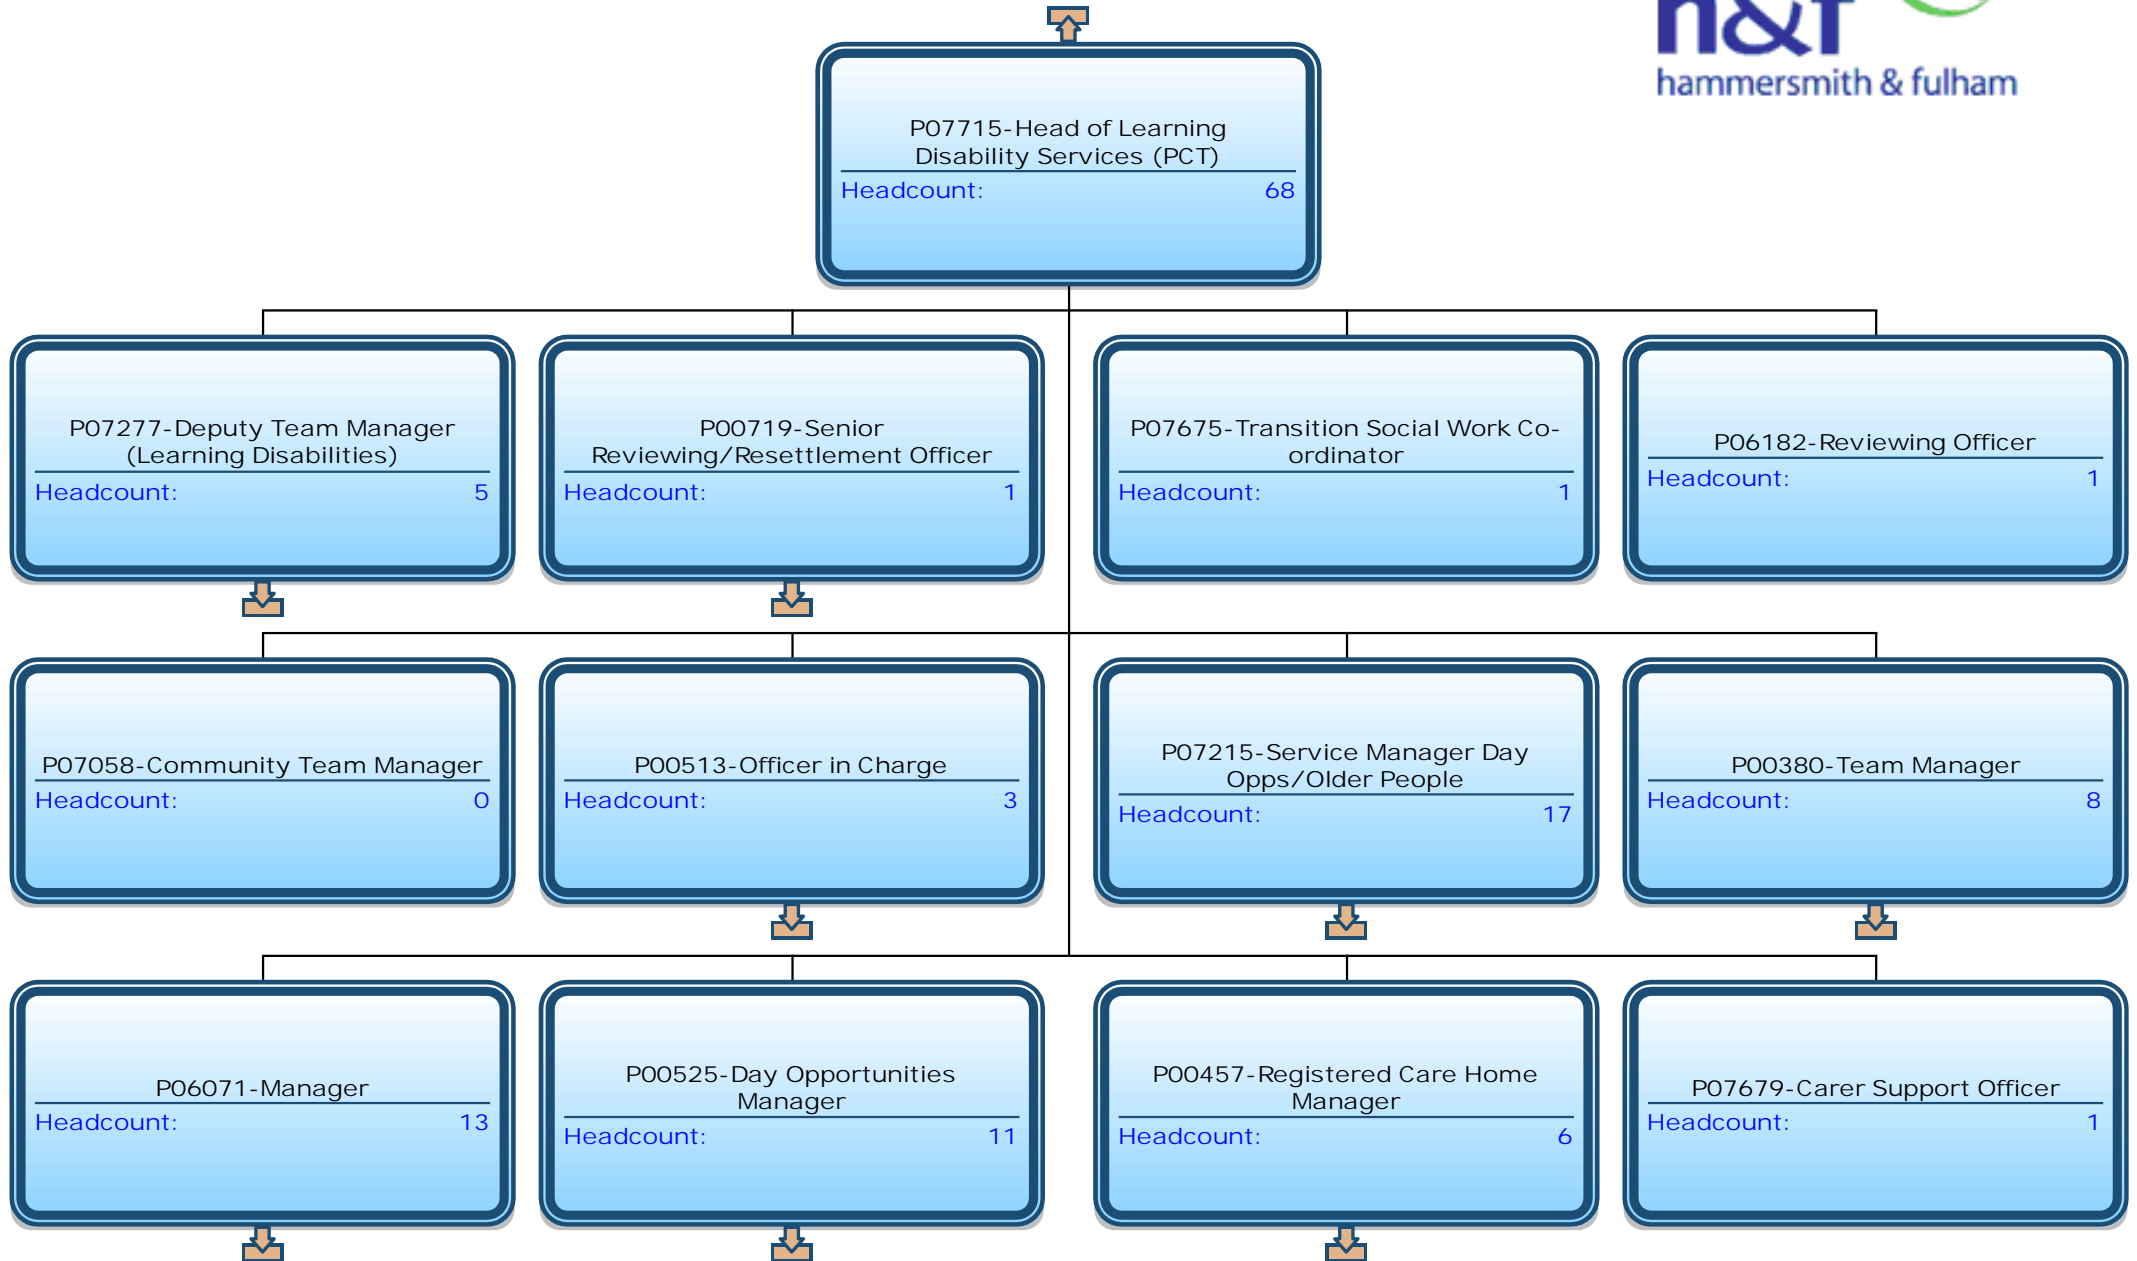 h&f
hammersmith & fulham
P07715-Head of Learning
Disability Services (PCT)
Headcount: 68
P07277-Deputy Team Manager
(Learning Disabilities)
Headcount: 5
P00719-Senior
Reviewing/Resettlement Officer
Headcount: 1
P07675-Transition Social Work Co-
ordinator
Headcount: 1
P06182-Reviewing Officer
Headcount: 1
P07058-Community Team Manager
Headcount: 0
P00513-Officer in Charge
Headcount: 3
P07215-Service Manager Day
Opps/Older People
Headcount: 17
P00380-Team Manager
Headcount: 8
P06071-Manager
Headcount: 13
P00525-Day Opportunities
Manager
Headcount: 11
P00457-Registered Care Home
Manager
Headcount: 6
P07679-Carer Support Officer
Headcount: 1